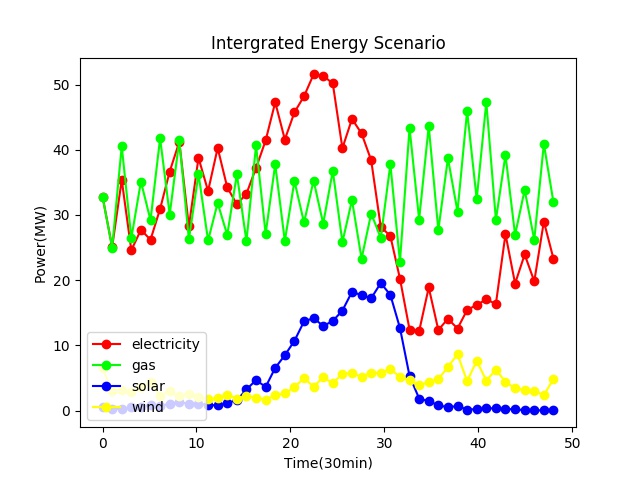 Intergrated Energy Scenario
Power(MW)
50
40
30
20
10
0
electricity
gas
solar
wind
0 10 20 30 40 50
Time(30min)